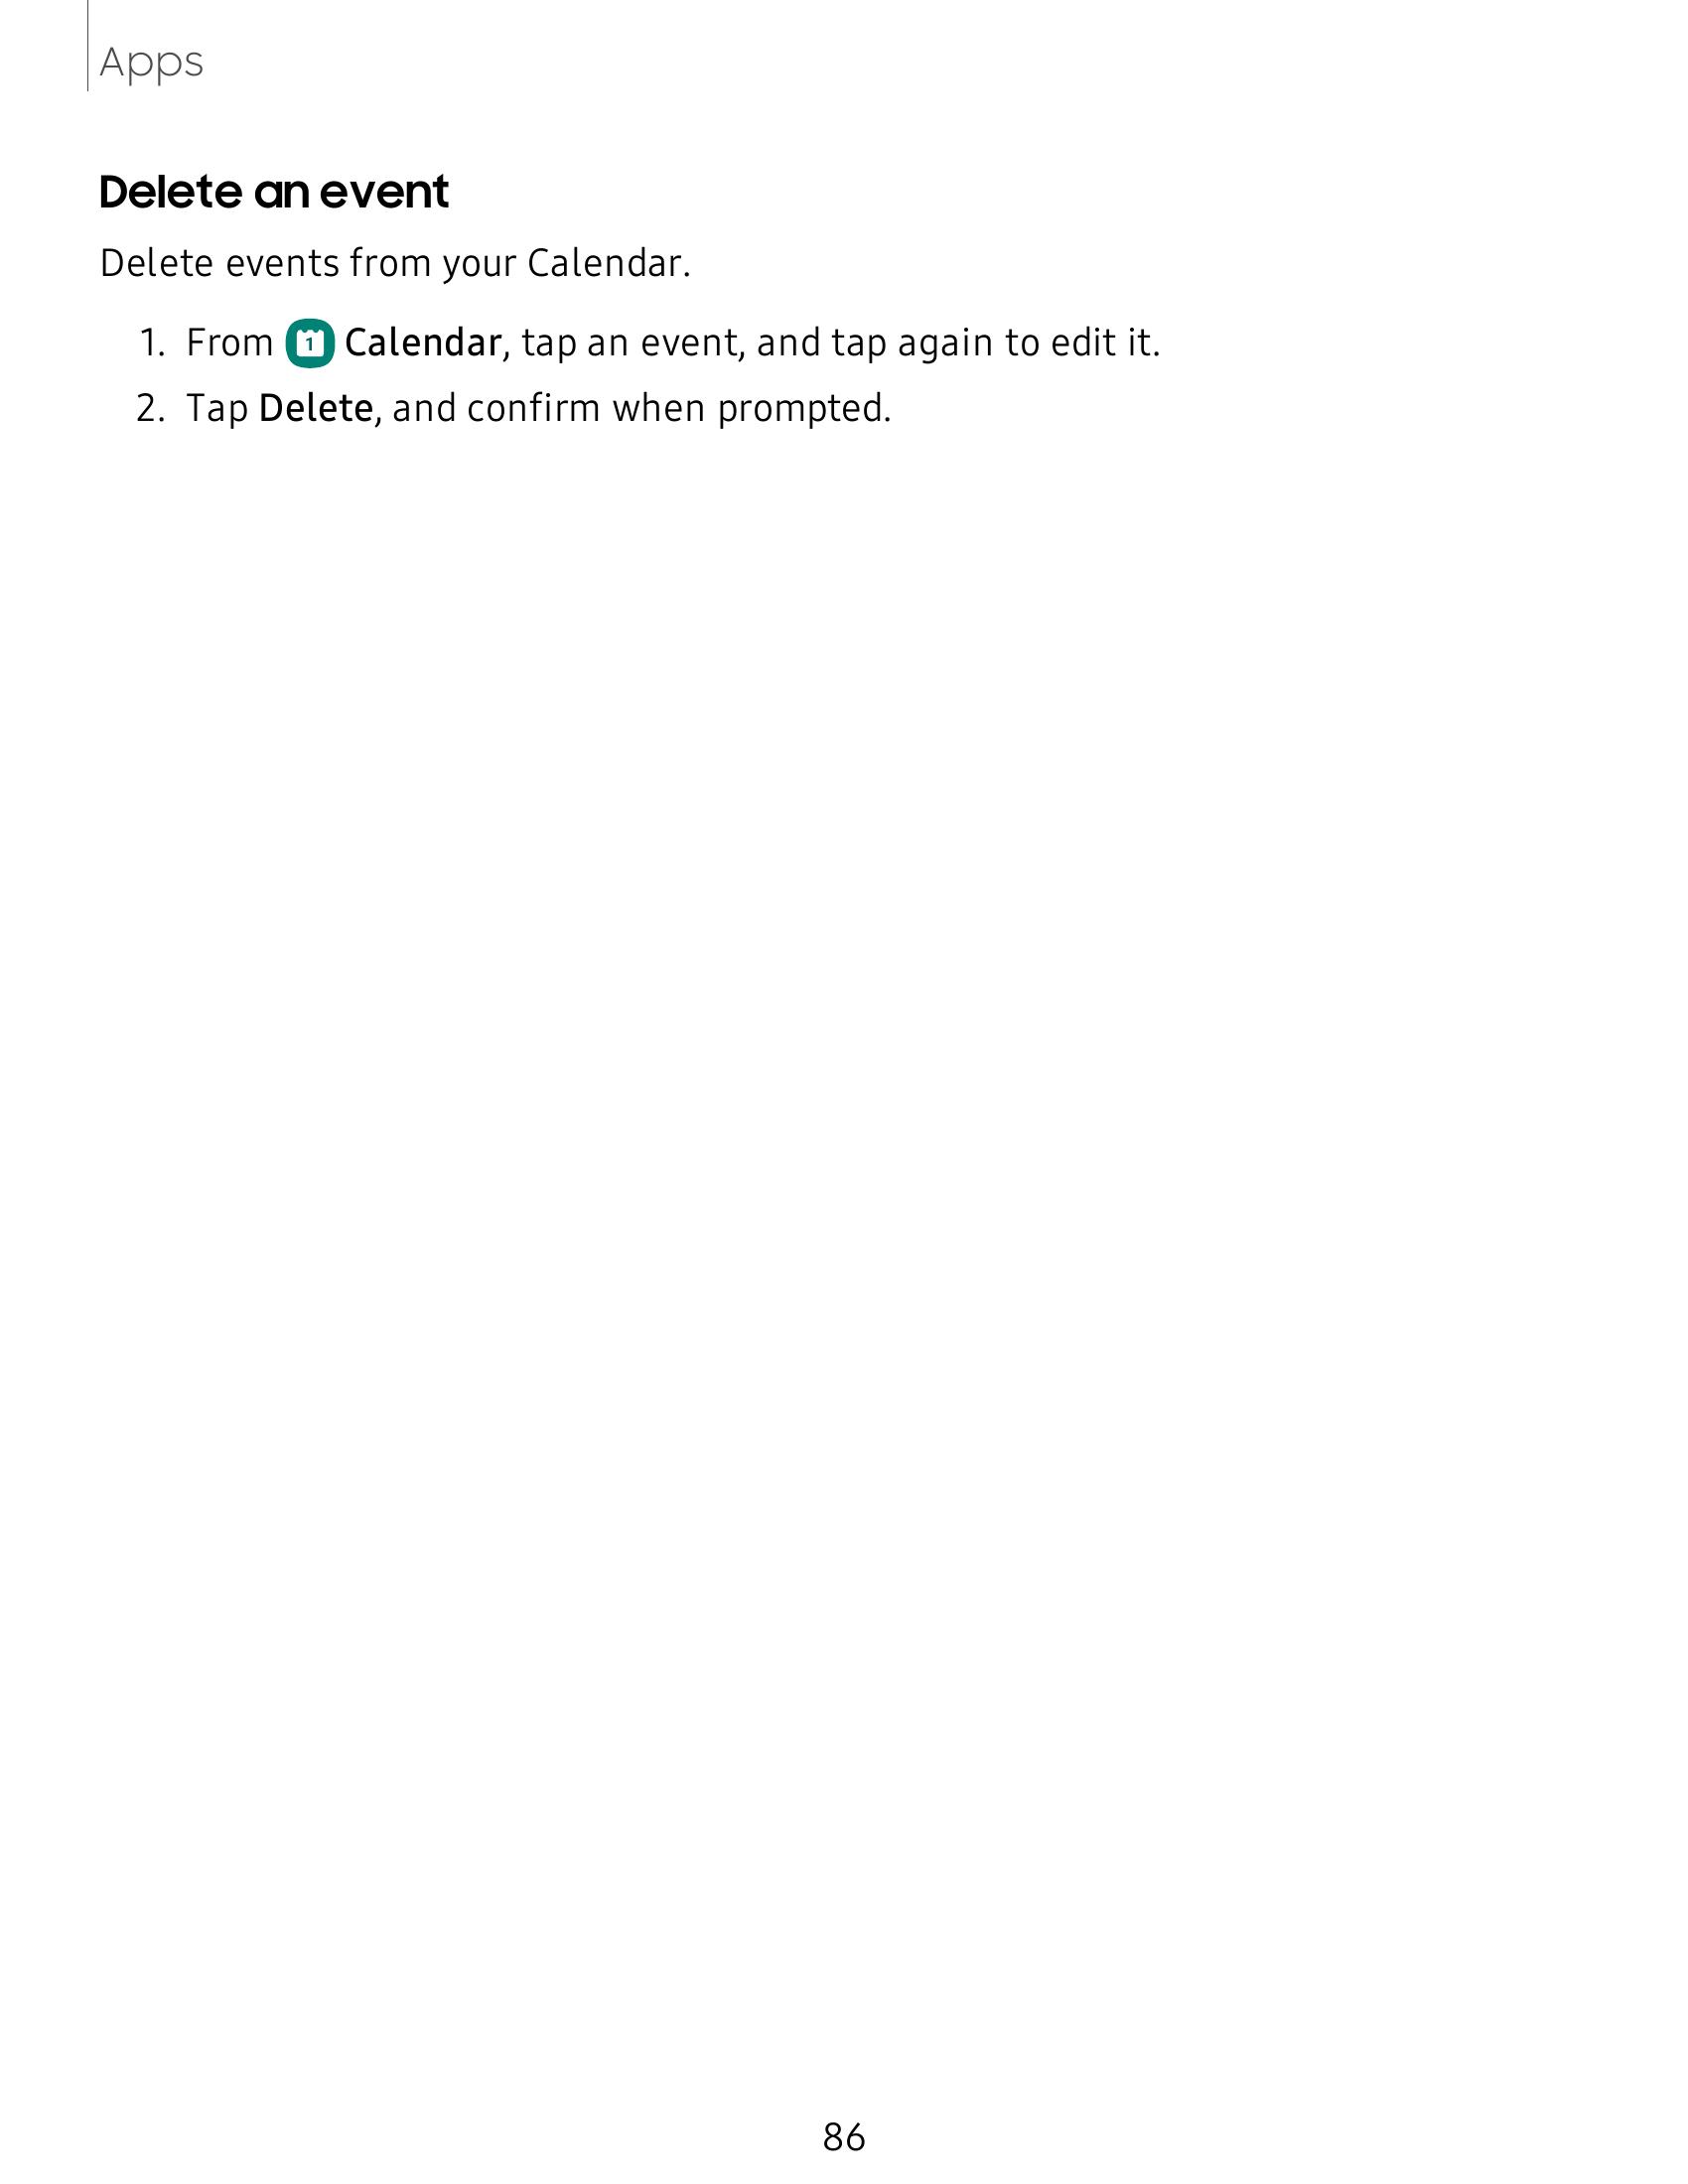 Apps
Delete an event
Delete events from your Calendar.
1. From 1 Calendar, tap an event, and tap again to edit it.
2. Tap Delete, and confirm when prompted.
86